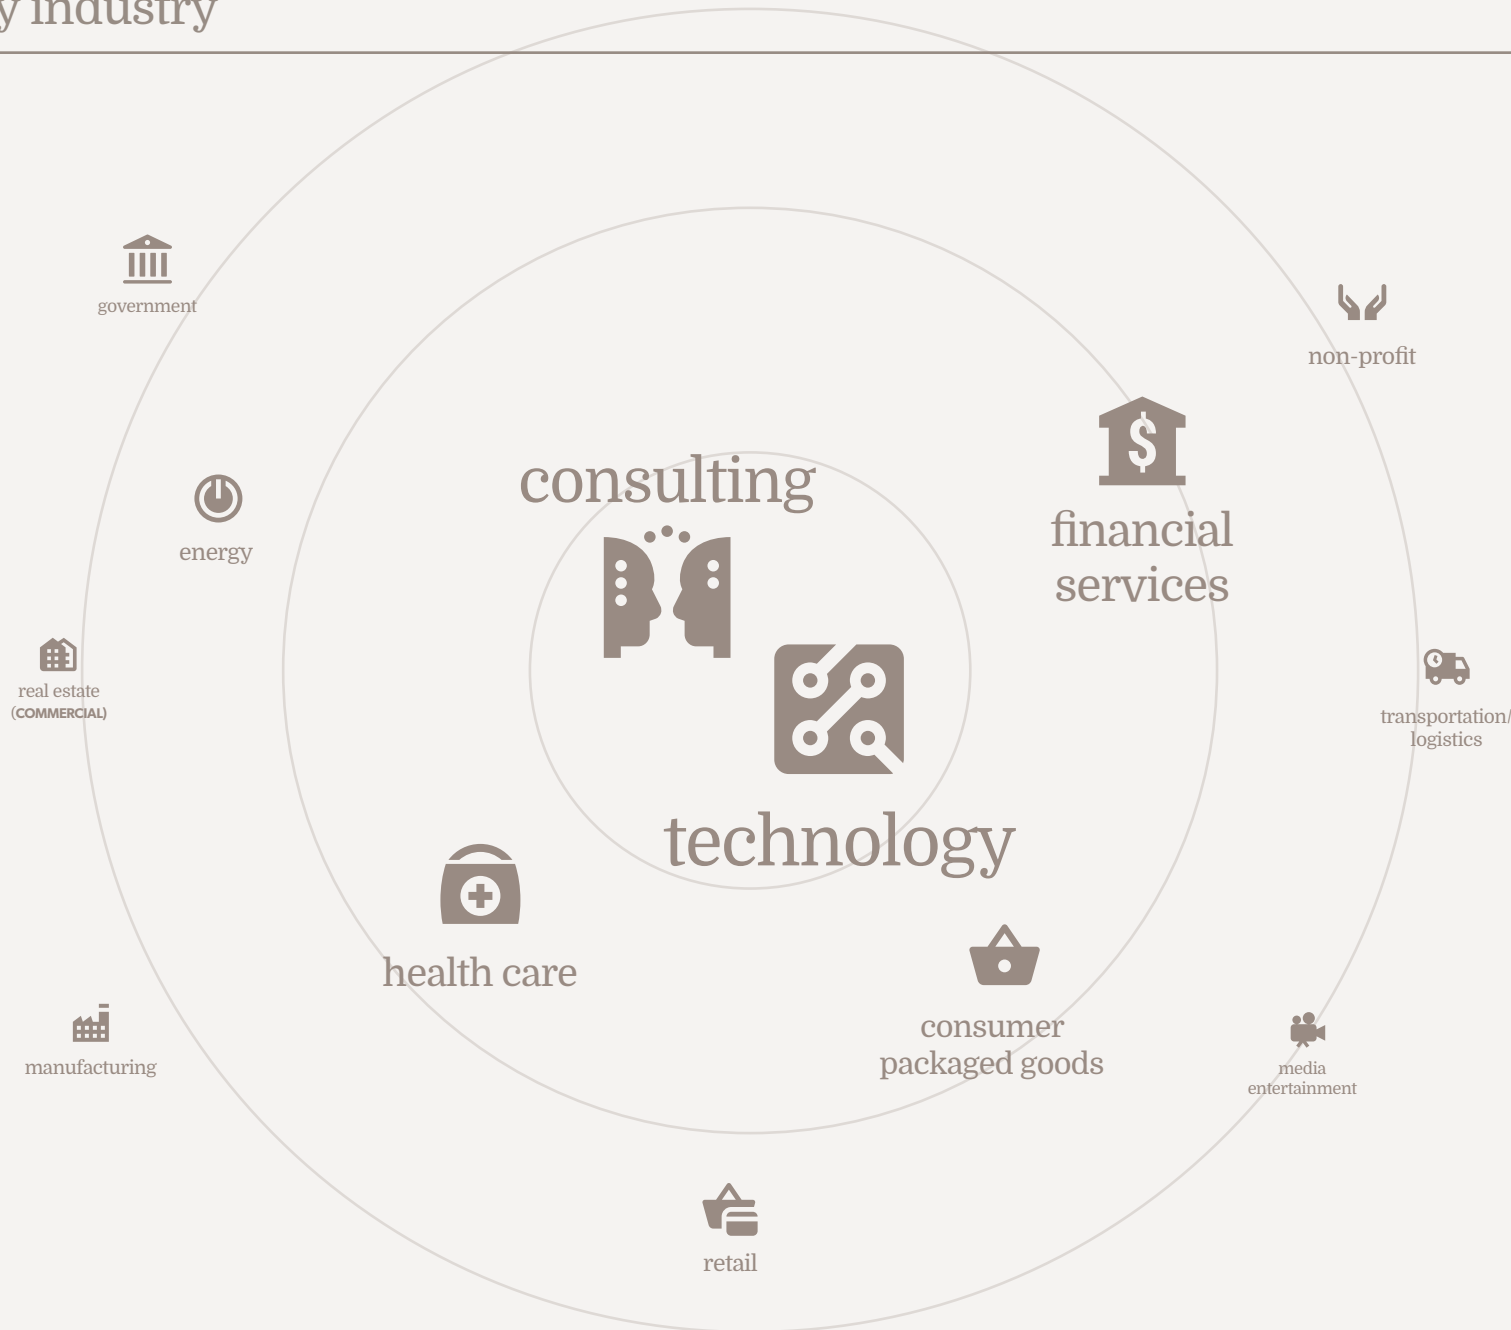 y industry
government
non-profit
consulting
financial
services
energy
real estate
(COMMERCIAL)
transportation/
logistics
technology
health care
consumer
packaged goods
manufacturing
media
entertainment
retail